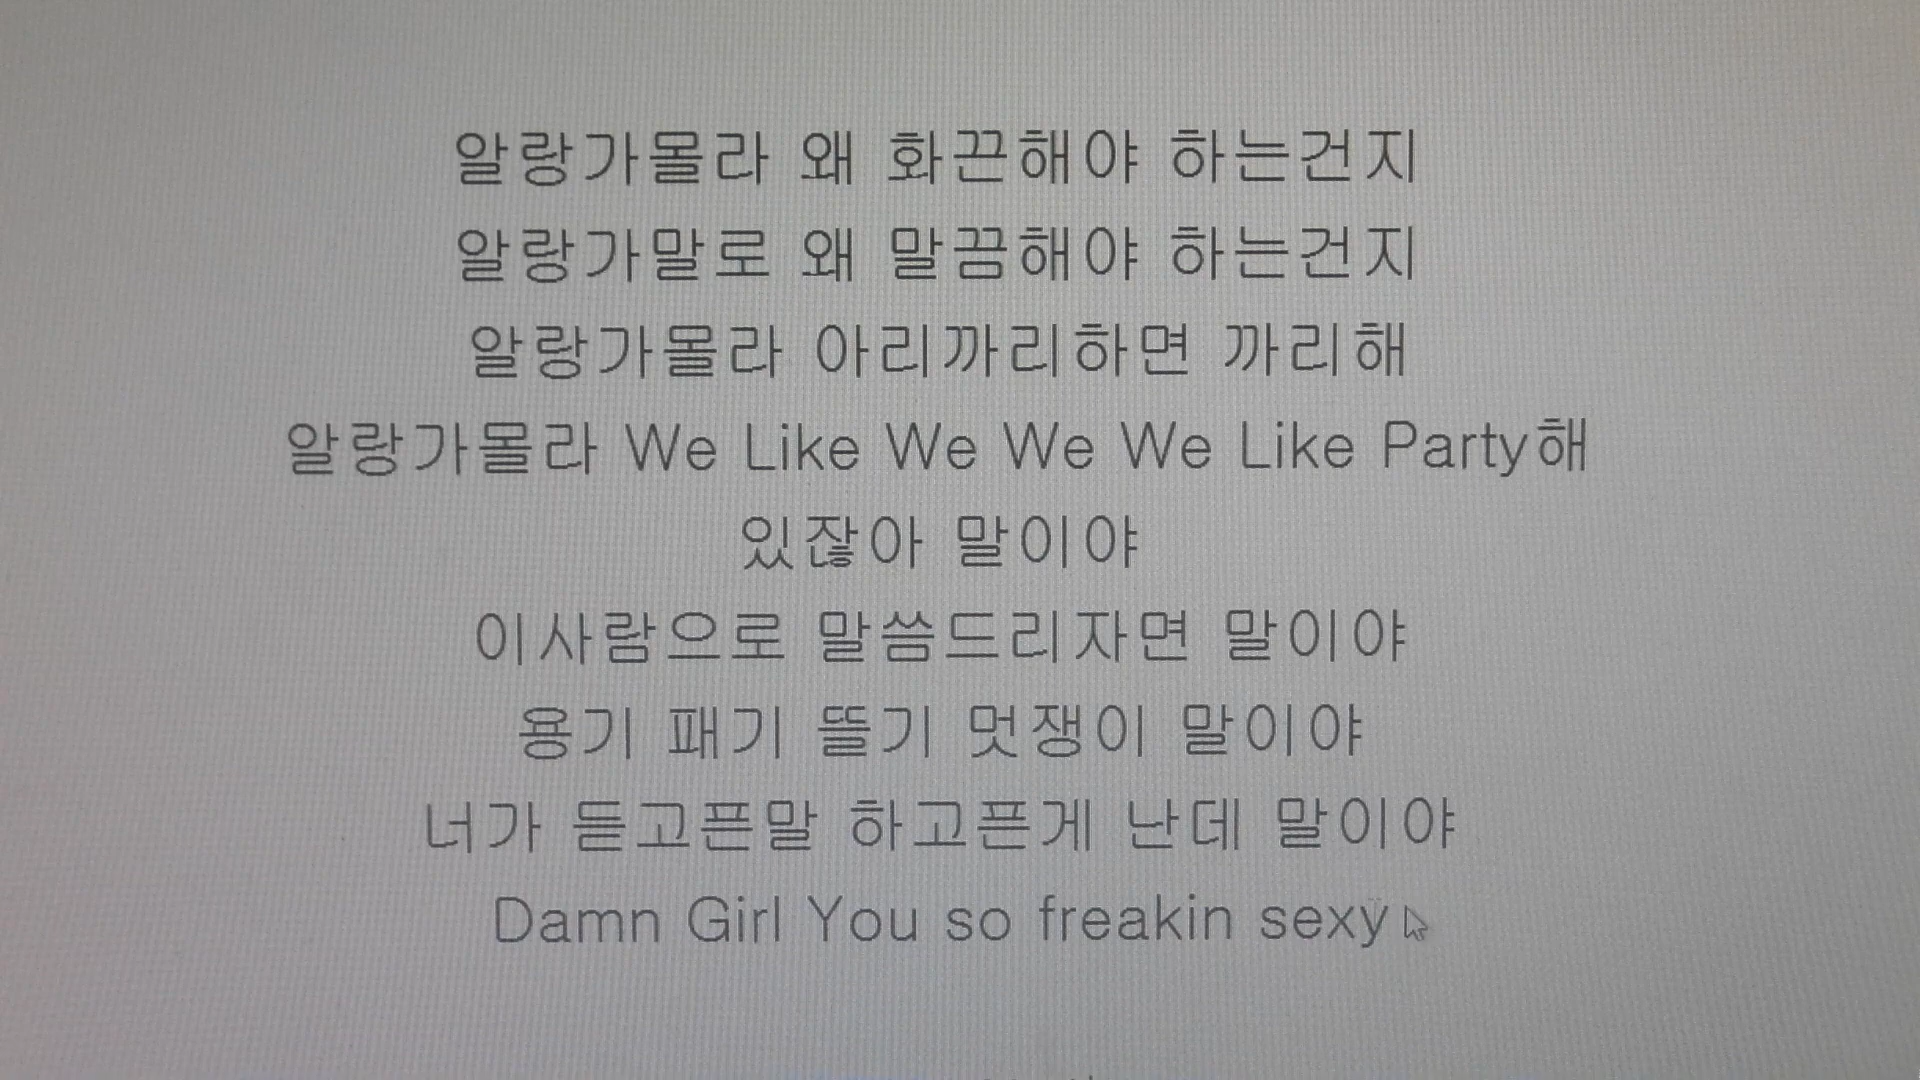 알랑가몰라 왜 화끈해야 하는건지
알랑가말로 왜 말끔해야 하는건지
알랑가몰라 아리까리하면 까리해
알랑가몰라 We Like We We We Like Party해
있잖아 말이야
이사람으로 말씀드리자면 말이야
용기 패기 뜰기 멋쟁이 말이야
너가 듣고픈말 하고픈게 난데 말이야
Damn Girl You so freakin sexy